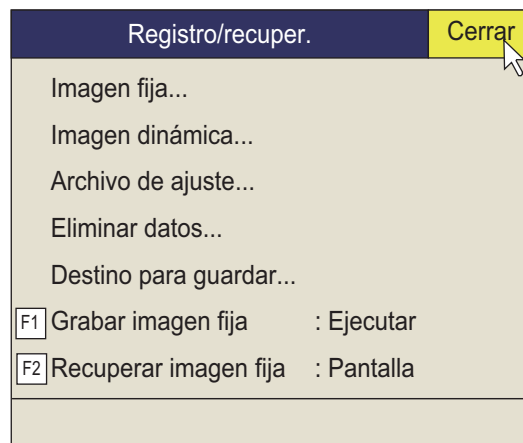 Registro/recuper. Cerrar
Imagen fija...
Imagen dinámica...
Archivo de ajuste...
Eliminar datos...
Destino para guardar...
F1 Grabar imagen fija : Ejecutar
F2 Recuperar imagen fija : Pantalla